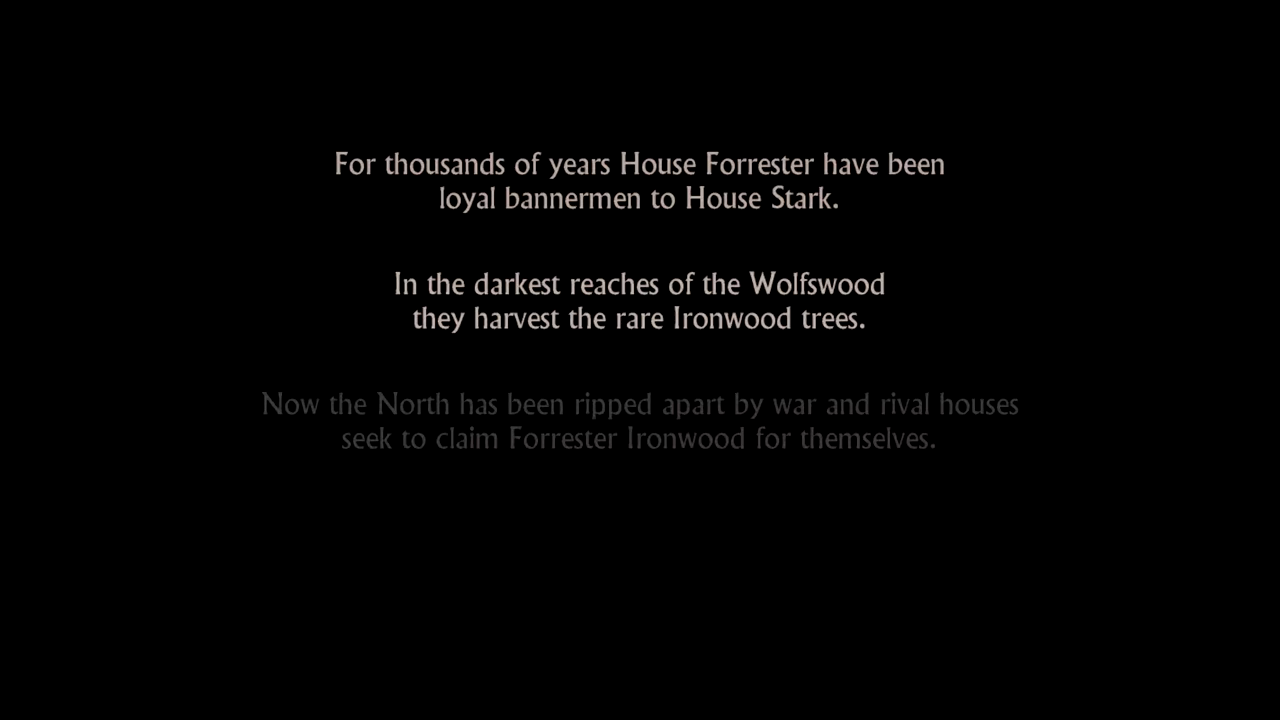 For thousands of years House Forrester have been
loyal bannermen to House Stark.
In the darkest reaches of the Wolfswood
they harvest the rare Ironwood trees.
Now the North has been ripped apart by war and rival houses
seek to claim Forrester Ironwood for themselves.